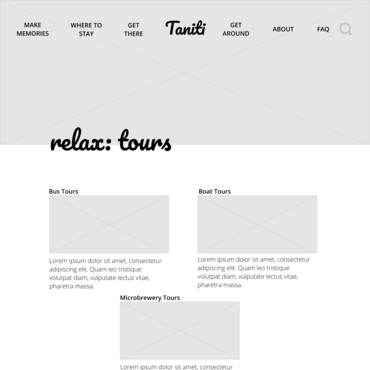 MAKE MEMORIES
WHERE TO STAY
GET THERE
Taniti
GET AROUND
ABOUT
FAQ
relax: tours
Bus Tours
Lorem ipsum dolor sit amet, consectetur
adipiscing elit. Quam leo tristique
volutpat diam, vulputate lectus vitae,
pharetra massa.
Boat Tours
Lorem ipsum dolor sit amet, consectetur
adipiscing elit. Quam leo tristique
volutpat diam, vulputate lectus vitae,
pharetra massa.
Microbrewery Tours
Lorem ipsum dolor sit amet, consectetur